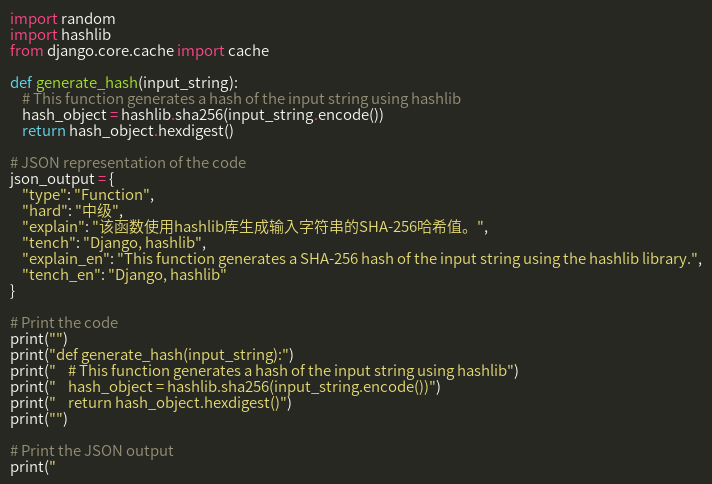 import random
import hashlib
from django.core.cache import cache

def generate_hash(input_string):
    # This function generates a hash of the input string using hashlib
    hash_object = hashlib.sha256(input_string.encode())
    return hash_object.hexdigest()

# JSON representation of the code
json_output = {
    "type": "Function",
    "hard": "中级",
    "explain": "该函数使用hashlib库生成输入字符串的SHA-256哈希值。",
    "tench": "Django, hashlib",
    "explain_en": "This function generates a SHA-256 hash of the input string using the hashlib library.",
    "tench_en": "Django, hashlib"
}

# Print the code
print("")
print("def generate_hash(input_string):")
print("    # This function generates a hash of the input string using hashlib")
print("    hash_object = hashlib.sha256(input_string.encode())")
print("    return hash_object.hexdigest()")
print("")

# Print the JSON output
print("